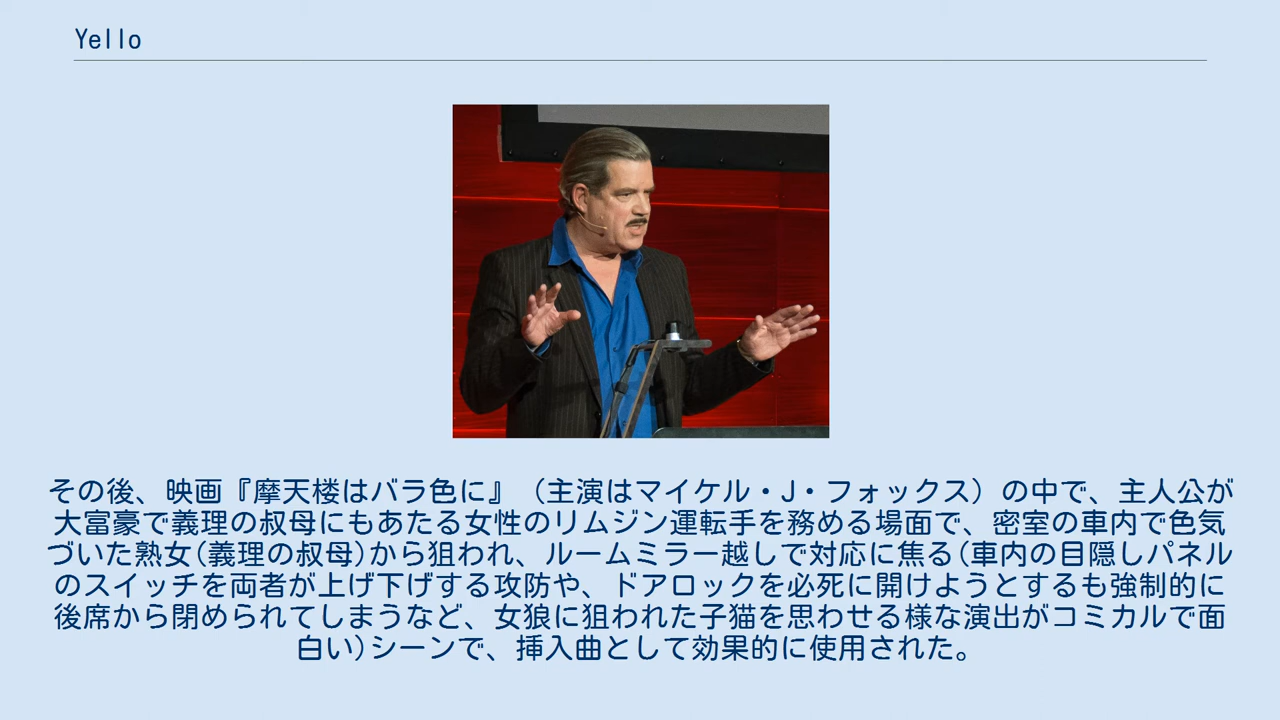 Yello
その後、映画『摩天楼はバラ色に』（主演はマイケル・J・フォックス）の中で、主人公が
大富豪で義理の叔母にもあたる女性のリムジン運転手を務める場面で、密室の車内で色気
づいた熟女(義理の叔母)から狙われ、ルームミラー越しで対応に焦る(車内の目隠しパネル
のスイッチを両者が上げ下げする攻防や、ドアロックを必死に開けようとするも強制的に
後席から閉められてしまうなど、女狼に狙われた子猫を思わせる様な演出がコミカルで面
白い)シーンで、挿入曲として効果的に使用された。